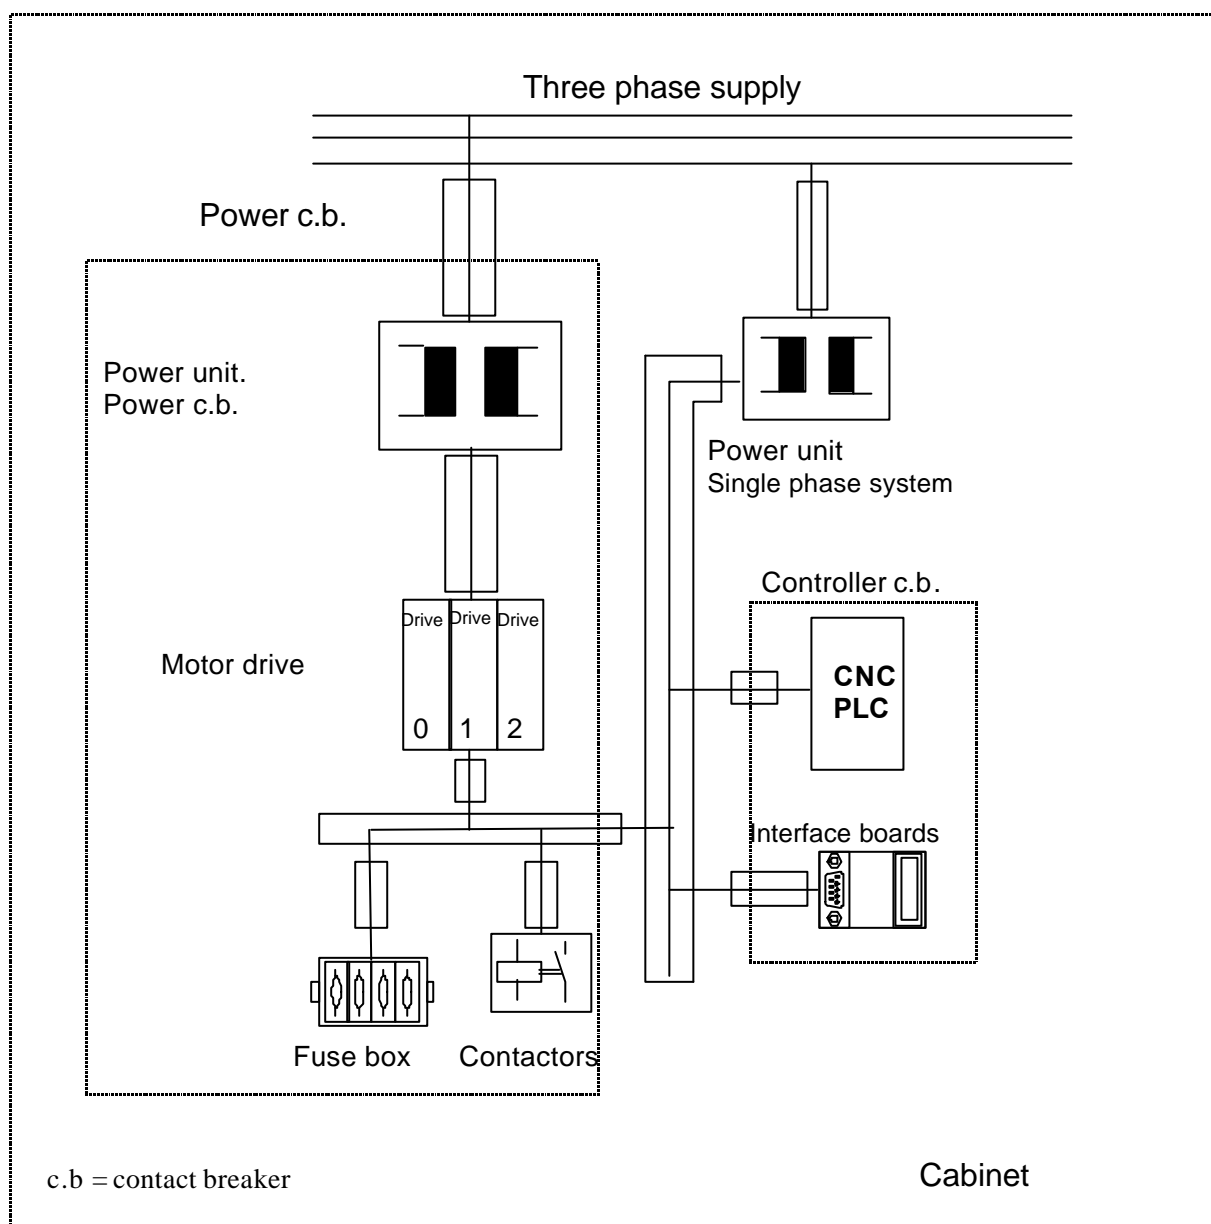 Three phase supply
Power c.b.
Power unit.
Power c.b.
Power unit
Single phase system
Controller c.b.
Drive Drive Drive
Motor drive
CNC
PLC
0 1 2
Interface boards
Fuse box
Contactors
c.b = contact breaker
Cabinet